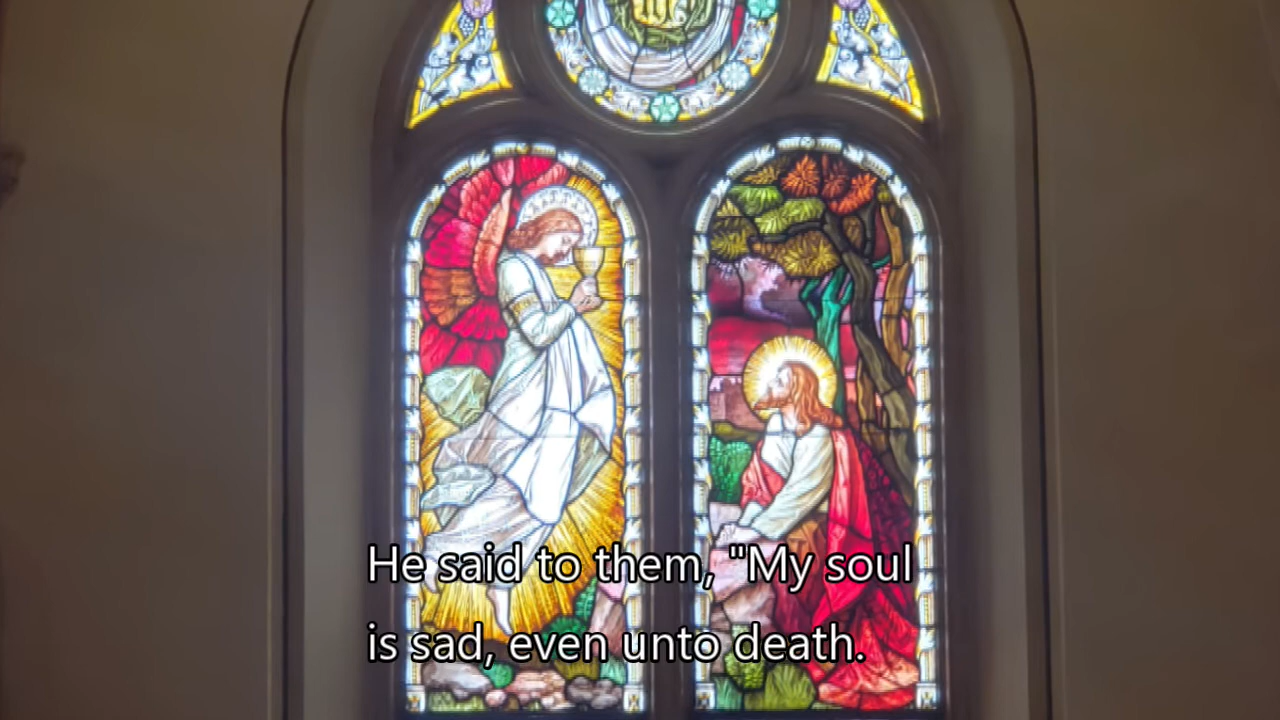 He said to them, "My soul
is sad, even unto death.